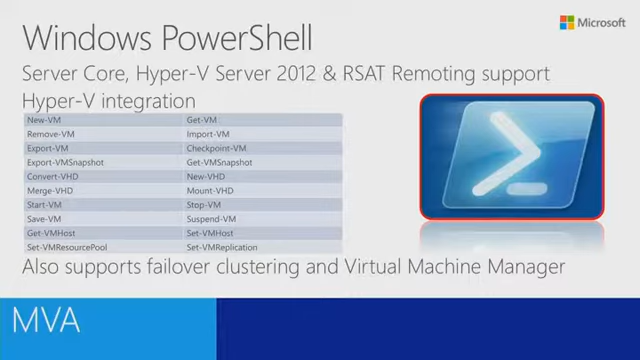 Windows PowerShell
Microsoft
Server Core, Hyper-V Server 2012 & RSAT Remoting support
Hyper-V integration
New-VM Get-VM
Remove-VM Import-VM
Export-VM Checkpoint-VM
Export-VMSnapshot Get-VMSnapshot
Convert-VHD New-VHD
Merge-VHD Mount-VHD
Start-VM Stop-VM
Save-VM Suspend-VM
Get-VMHost Set-VMHost
Set-VMResourcePool Set-VMReplication
Also supports failover clustering and Virtual Machine Manager
MVA